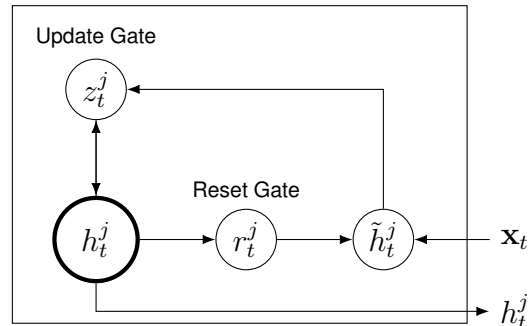 Update Gate
z_t^j
Reset Gate
h_t^j r_t^j h̃_t^j x_t
h_t^j